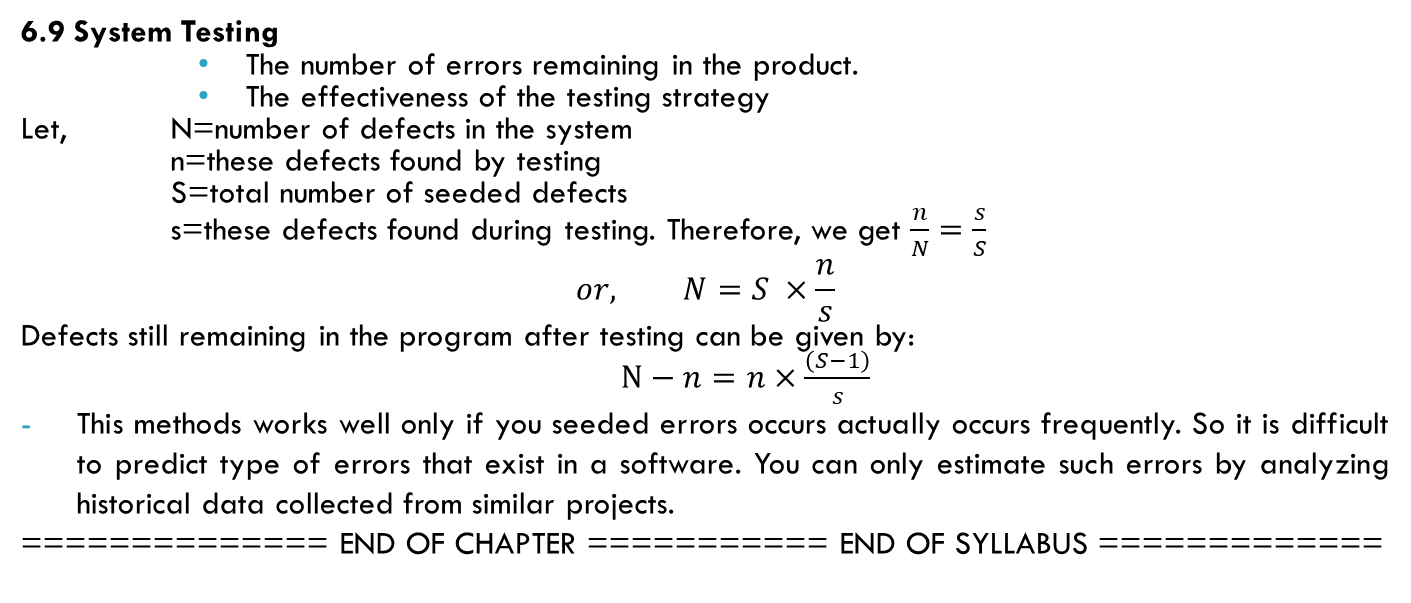 6.9 System Testing
• The number of errors remaining in the product.
• The effectiveness of the testing strategy
Let, N=number of defects in the system
n=these defects found by testing
S=total number of seeded defects
s=these defects found during testing. Therefore, we get n/N = s/S
or, N = S × n/s
Defects still remaining in the program after testing can be given by:
N − n = n × (S−1)/s
- This methods works well only if you seeded errors occurs actually occurs frequently. So it is difficult
to predict type of errors that exist in a software. You can only estimate such errors by analyzing
historical data collected from similar projects.
============== END OF CHAPTER =========== END OF SYLLABUS =============